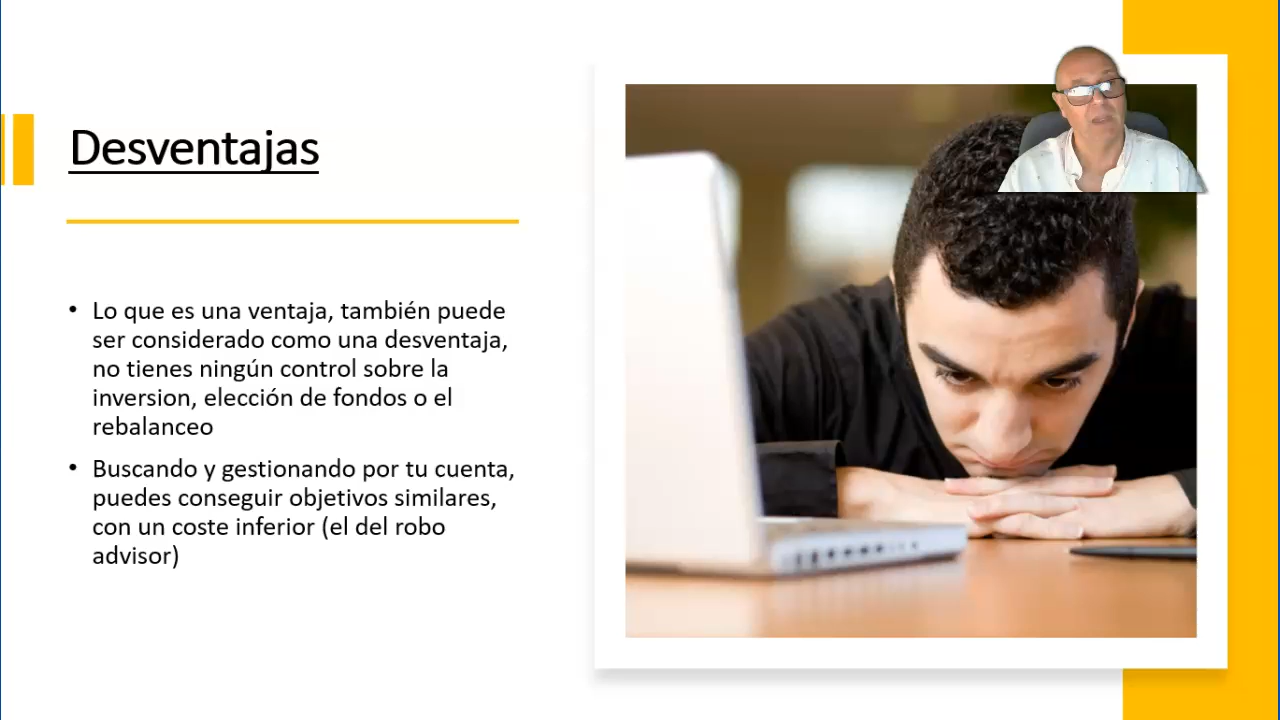 Desventajas
• Lo que es una ventaja, también puede
ser considerado como una desventaja,
no tienes ningún control sobre la
inversion, elección de fondos o el
rebalanceo
• Buscando y gestionando por tu cuenta,
puedes conseguir objetivos similares,
con un coste inferior (el del robo
advisor)